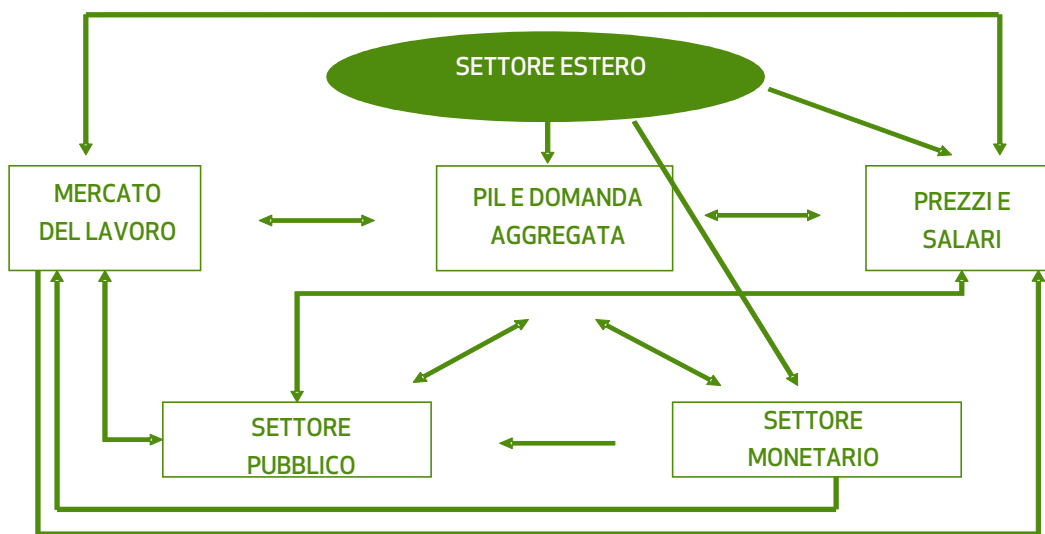 SETTORE ESTERO
MERCATO
DEL LAVORO
PIL E DOMANDA
AGGREGATA
PREZZI E
SALARI
SETTORE
PUBBLICO
SETTORE
MONETARIO